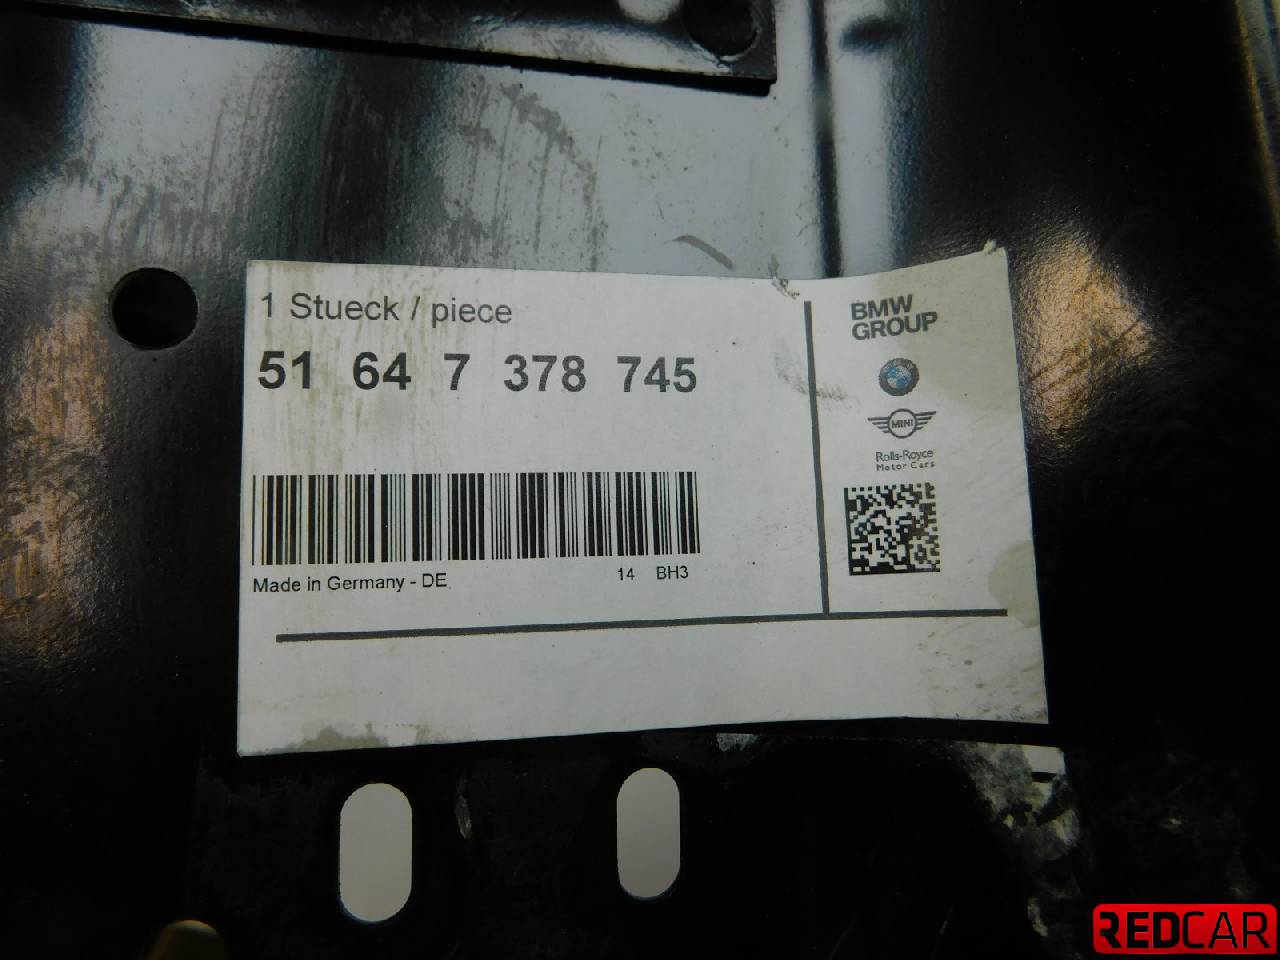 1 Stueck / piece
51 64 7 378 745
Made in Germany - DE
14 BH3
BMW
GROUP
MINI
Rolls-Royce
Motor Cars
REDCAR